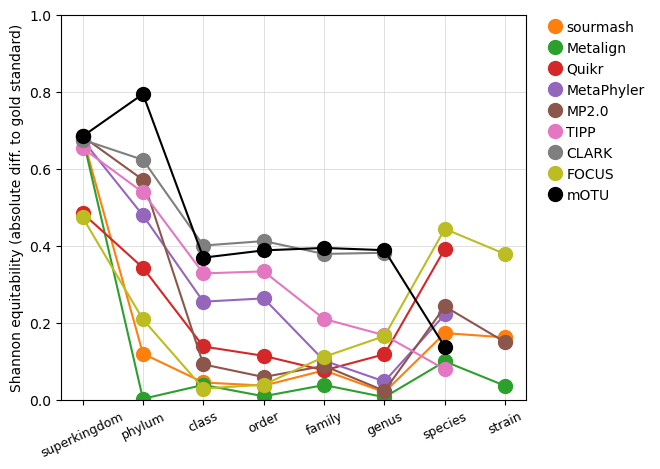 Shannon equitability (absolute diff. to gold standard)
1.0
0.8
0.6
0.4
0.2
0.0
superkingdom
phylum
class
order
family
genus
species
strain
sourmash
Metalign
Quikr
MetaPhyler
MP2.0
TIPP
CLARK
FOCUS
mOTU